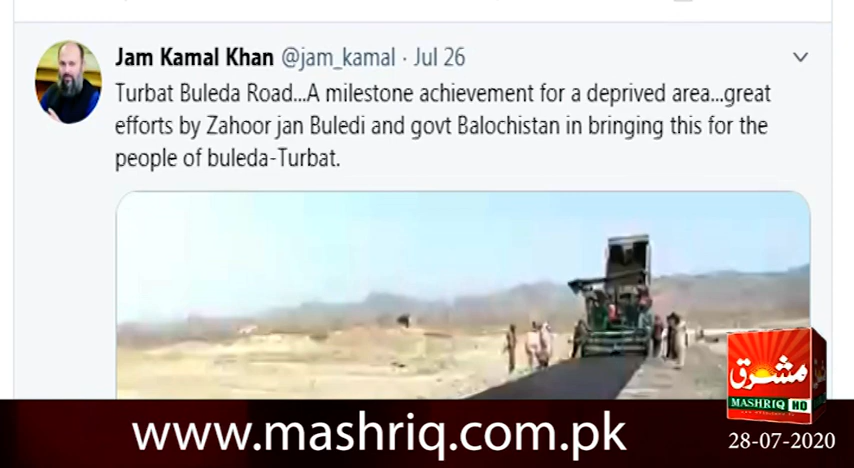 Jam Kamal Khan @jam_kamal · Jul 26
Turbat Buleda Road...A milestone achievement for a deprived area...great
efforts by Zahoor jan Buledi and govt Balochistan in bringing this for the
people of buleda-Turbat.
مشرق
MASHRIQ HD
www.mashriq.com.pk
28-07-2020